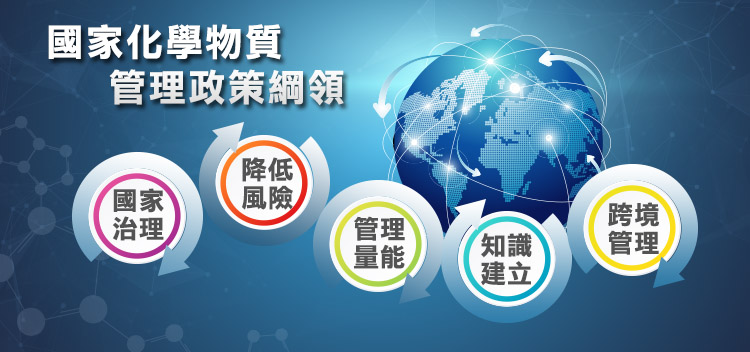 國家化學物質
管理政策綱領
國家
治理
降低
風險
管理
量能
知識
建立
跨境
管理